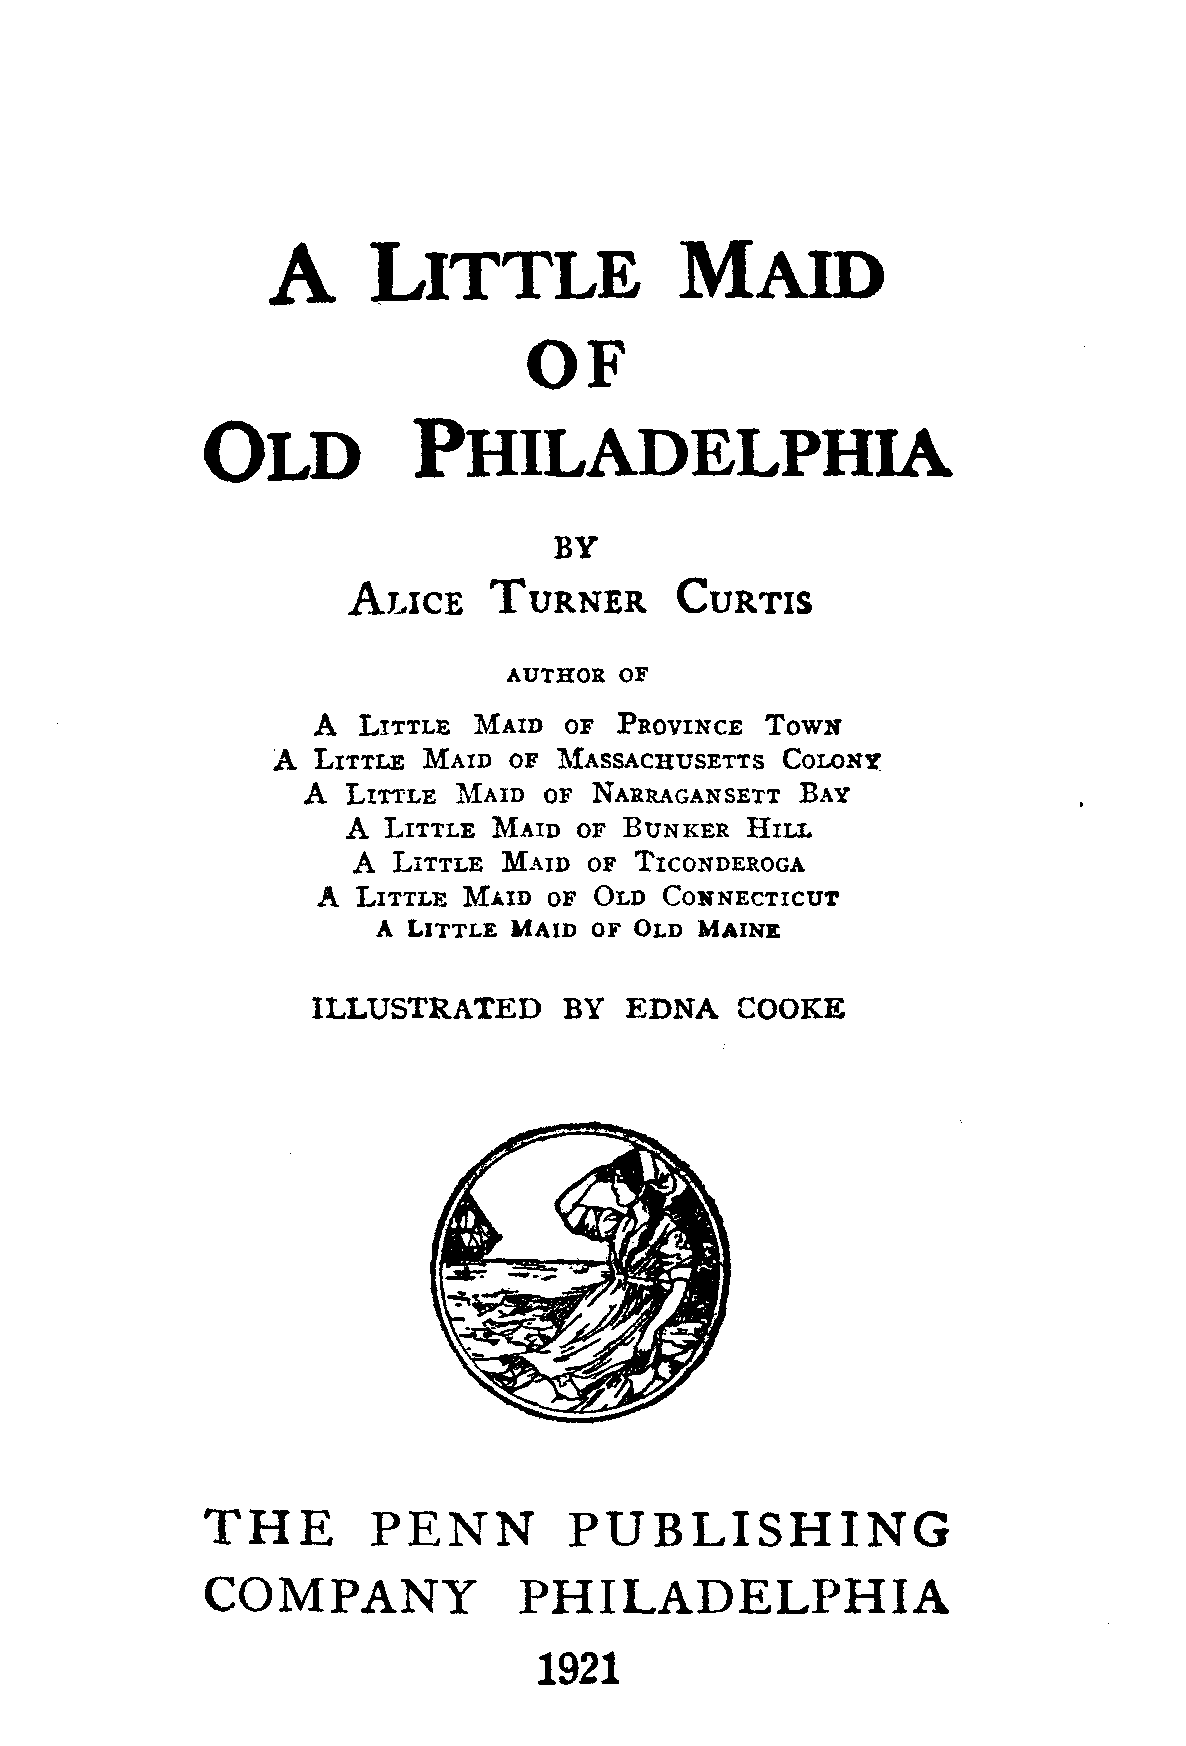 A LITTLE MAID
OF
OLD PHILADELPHIA
BY
ALICE TURNER CURTIS
AUTHOR OF
A LITTLE MAID OF PROVINCE TOWN
A LITTLE MAID OF MASSACHUSETTS COLONY
A LITTLE MAID OF NARRAGANSETT BAY
A LITTLE MAID OF BUNKER HILL
A LITTLE MAID OF TICONDEROGA
A LITTLE MAID OF OLD CONNECTICUT
A LITTLE MAID OF OLD MAINE
ILLUSTRATED BY EDNA COOKE
THE PENN PUBLISHING
COMPANY PHILADELPHIA
1921